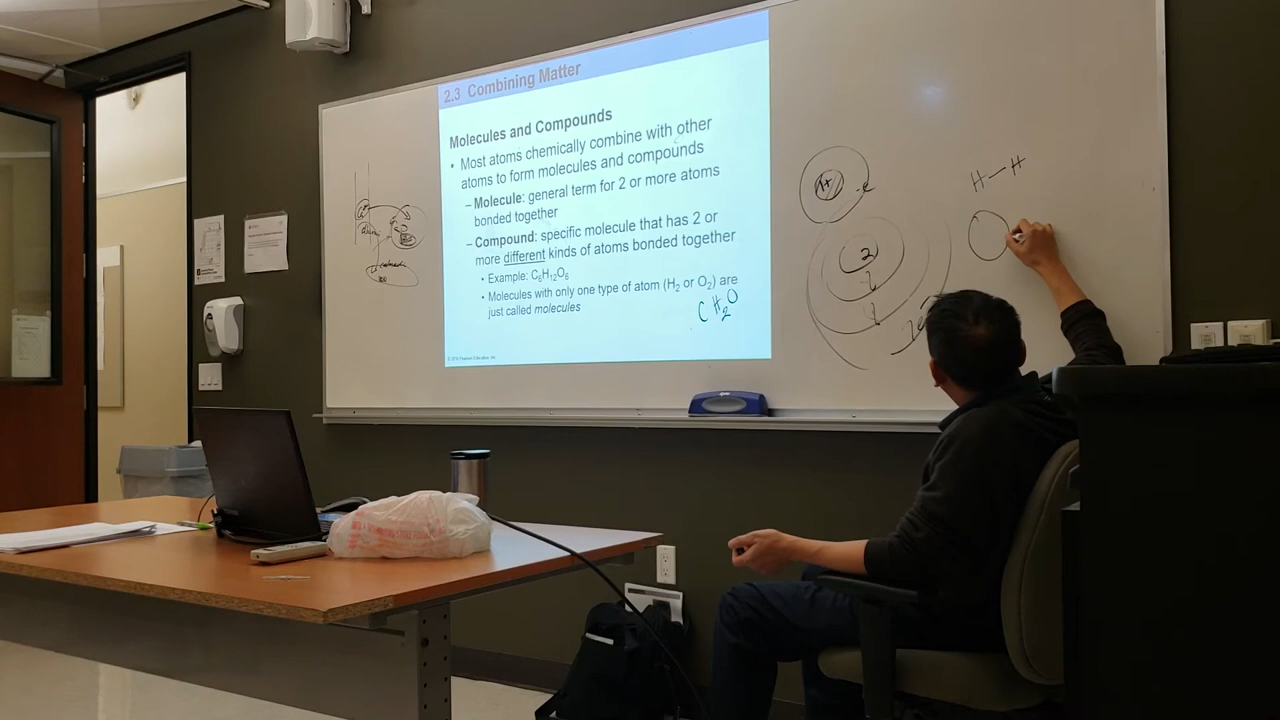 2.3 Combining Matter
Molecules and Compounds
• Most atoms chemically combine with other
atoms to form molecules and compounds
– Molecule: general term for 2 or more atoms
bonded together
– Compound: specific molecule that has 2 or
more different kinds of atoms bonded together
• Example: C₆H₁₂O₆
• Molecules with only one type of atom (H₂ or O₂) are
just called molecules
CH₂O
H—H
1+
2